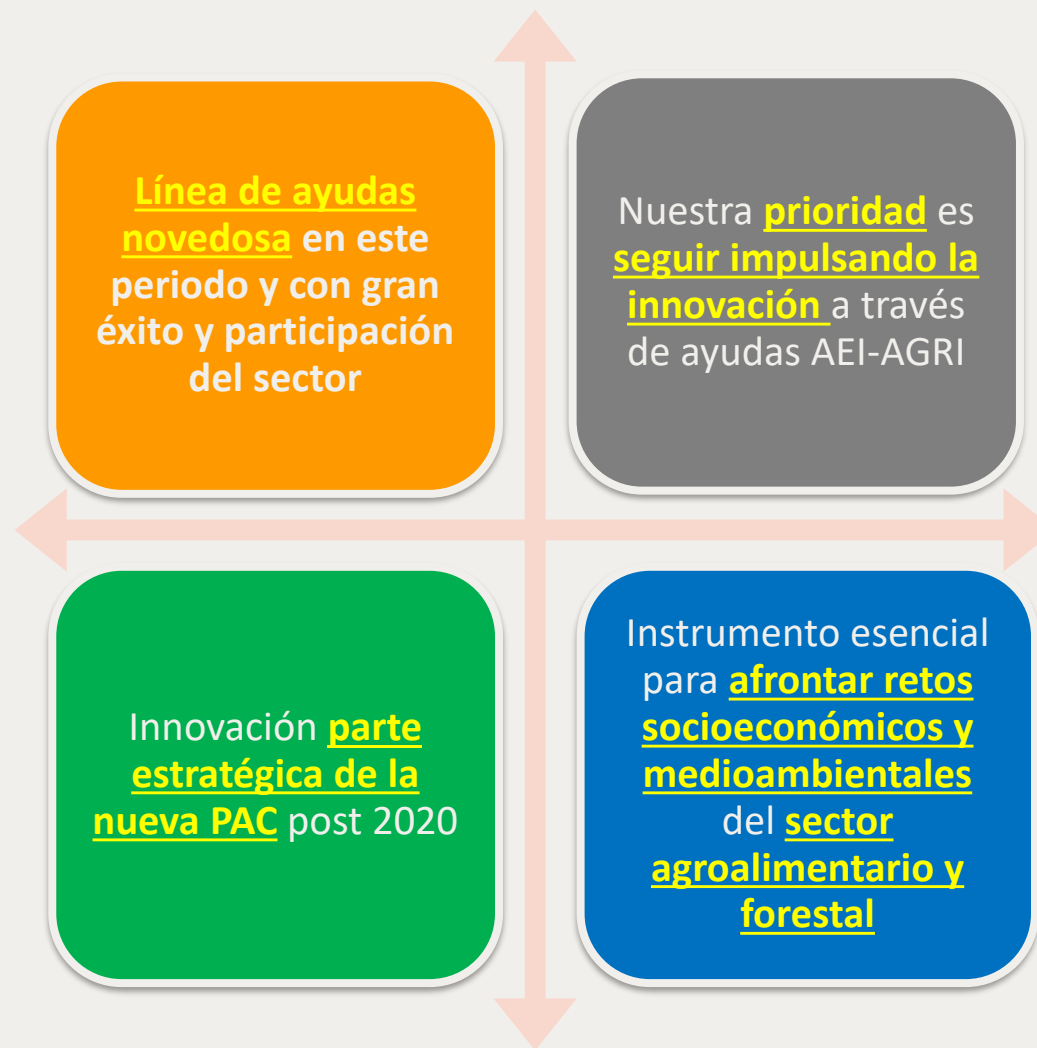 Línea de ayudas
novedosa en este
periodo y con gran
éxito y participación
del sector
Nuestra prioridad es
seguir impulsando la
innovación a través
de ayudas AEI-AGRI
Innovación parte
estratégica de la
nueva PAC post 2020
Instrumento esencial
para afrontar retos
socioeconómicos y
medioambientales
del sector
agroalimentario y
forestal